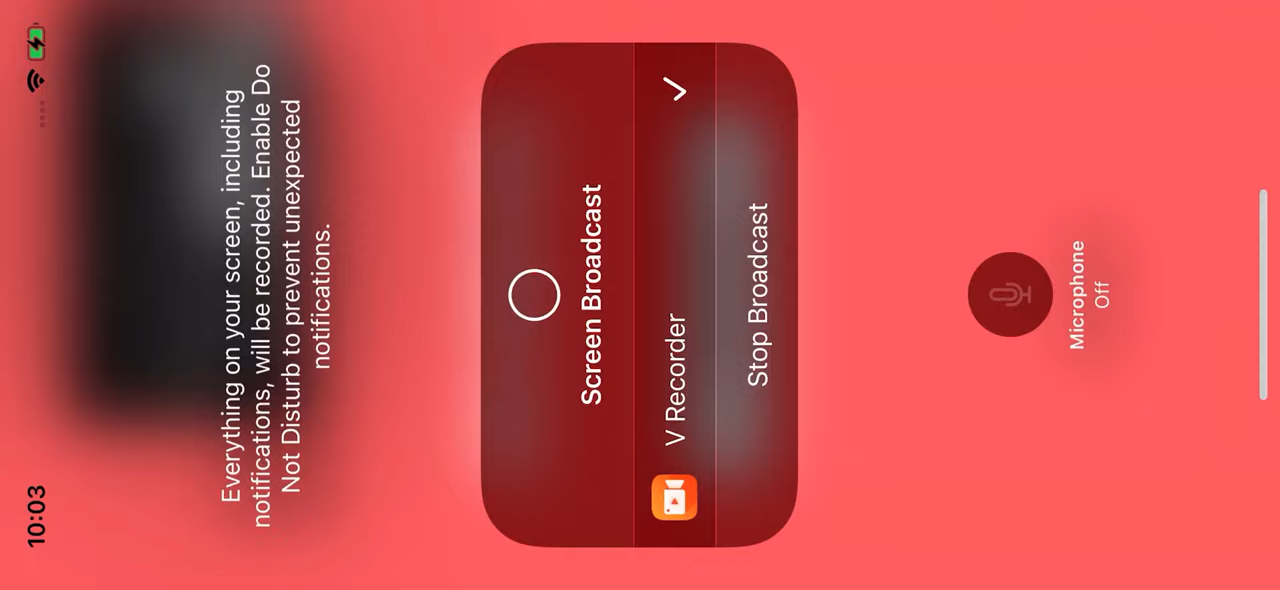 10:03
Everything on your screen, including
notifications, will be recorded. Enable Do
Not Disturb to prevent unexpected
notifications.
Screen Broadcast
V Recorder
Stop Broadcast
Microphone
Off